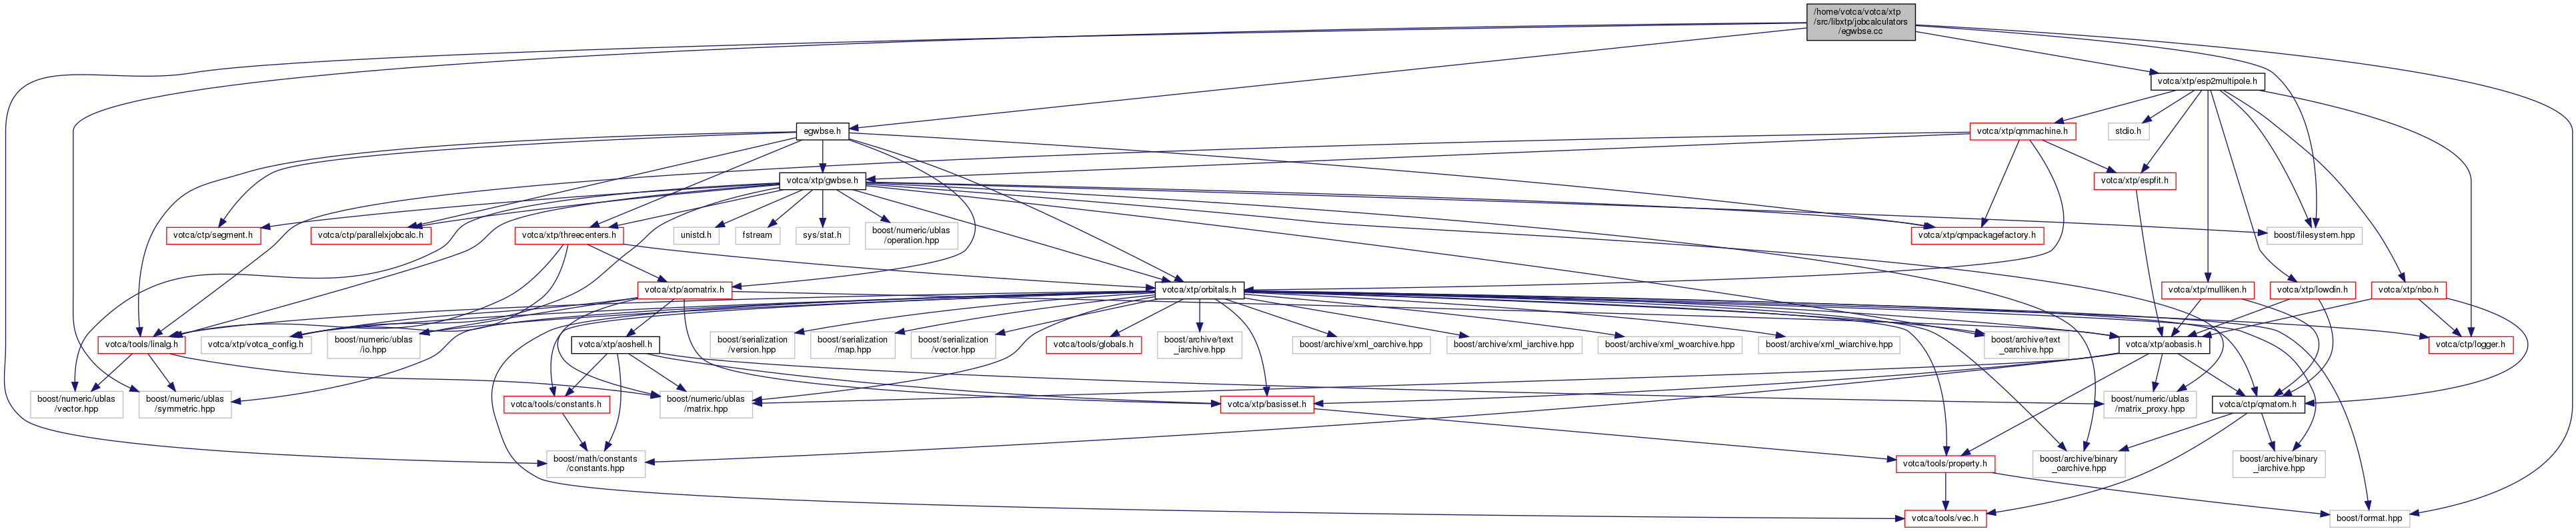 /home/votca/votca/xtp
/src/libxtp/jobcalculators
/egwbse.cc
votca/xtp/esp2multipole.h
egwbse.h
votca/xtp/qmmachine.h
stdio.h
votca/xtp/gwbse.h
votca/xtp/espfit.h
votca/ctp/segment.h
votca/ctp/parallelxjobcalc.h
votca/xtp/threecenters.h
unistd.h
fstream
sys/stat.h
boost/numeric/ublas
/operation.hpp
votca/xtp/qmpackagefactory.h
boost/filesystem.hpp
votca/xtp/aomatrix.h
votca/xtp/orbitals.h
votca/xtp/mulliken.h
votca/xtp/lowdin.h
votca/xtp/nbo.h
votca/tools/linalg.h
votca/xtp/votca_config.h
boost/numeric/ublas
/io.hpp
votca/xtp/aoshell.h
boost/serialization
/version.hpp
boost/serialization
/map.hpp
boost/serialization
/vector.hpp
votca/tools/globals.h
boost/archive/text
_iarchive.hpp
boost/archive/xml_oarchive.hpp
boost/archive/xml_iarchive.hpp
boost/archive/xml_woarchive.hpp
boost/archive/xml_wiarchive.hpp
boost/archive/text
_oarchive.hpp
votca/xtp/aobasis.h
votca/ctp/logger.h
boost/numeric/ublas
/vector.hpp
boost/numeric/ublas
/symmetric.hpp
votca/tools/constants.h
boost/numeric/ublas
/matrix.hpp
votca/xtp/basisset.h
boost/numeric/ublas
/matrix_proxy.hpp
votca/ctp/qmatom.h
boost/math/constants
/constants.hpp
votca/tools/property.h
boost/archive/binary
_oarchive.hpp
boost/archive/binary
_iarchive.hpp
votca/tools/vec.h
boost/format.hpp